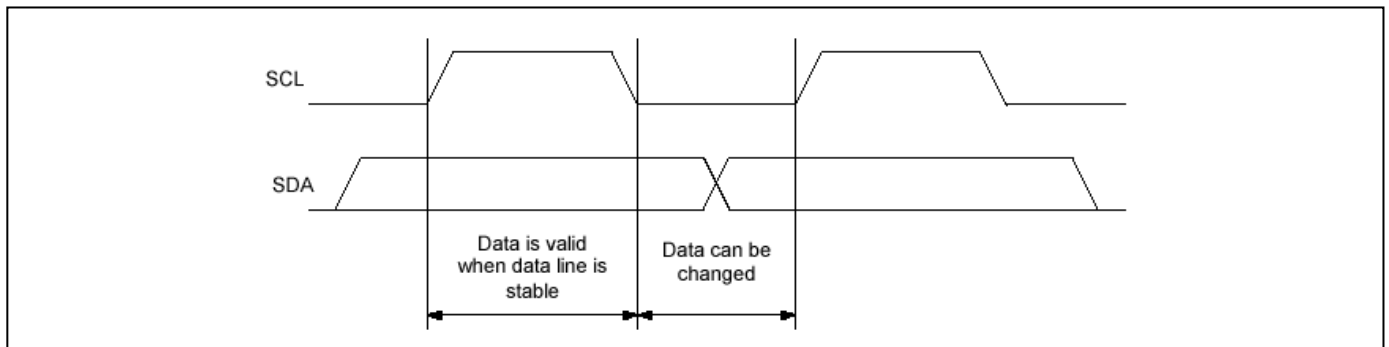 SCL
SDA
Data is valid
when data line is
stable
Data can be
changed